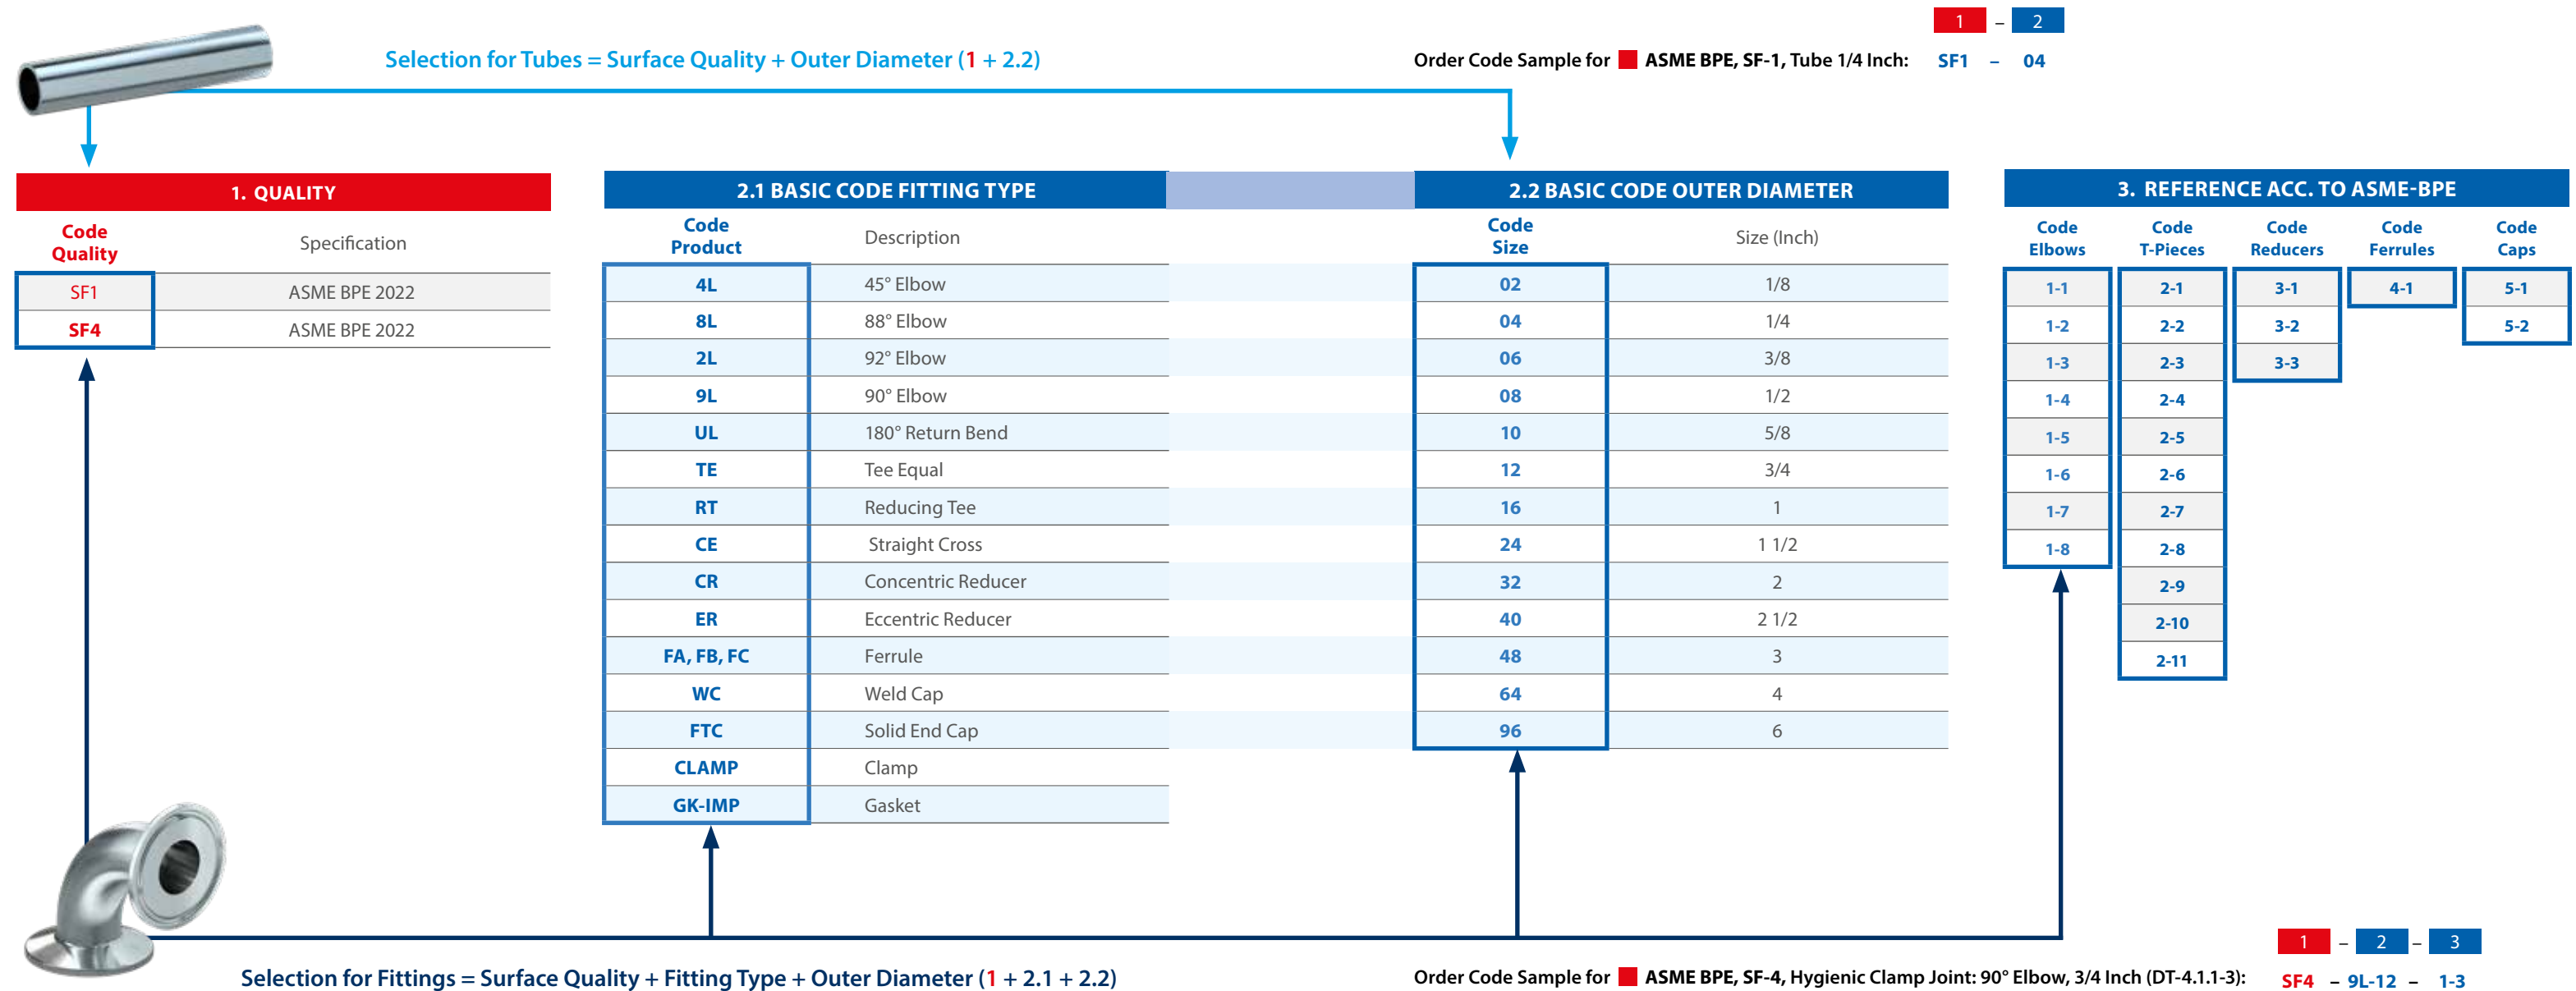 1 – 2
Selection for Tubes = Surface Quality + Outer Diameter (1 + 2.2)
Order Code Sample for ASME BPE, SF-1, Tube 1/4 Inch: SF1 – 04
1. QUALITY
Code Quality Specification
SF1 ASME BPE 2022
SF4 ASME BPE 2022
2.1 BASIC CODE FITTING TYPE
Code Product Description
4L 45° Elbow
8L 88° Elbow
2L 92° Elbow
9L 90° Elbow
UL 180° Return Bend
TE Tee Equal
RT Reducing Tee
CE Straight Cross
CR Concentric Reducer
ER Eccentric Reducer
FA, FB, FC Ferrule
WC Weld Cap
FTC Solid End Cap
CLAMP Clamp
GK-IMP Gasket
2.2 BASIC CODE OUTER DIAMETER
Code Size Size (Inch)
02 1/8
04 1/4
06 3/8
08 1/2
10 5/8
12 3/4
16 1
24 1 1/2
32 2
40 2 1/2
48 3
64 4
96 6
3. REFERENCE ACC. TO ASME-BPE
Code Elbows Code T-Pieces Code Reducers Code Ferrules Code Caps
1-1 2-1 3-1 4-1 5-1
1-2 2-2 3-2 5-2
1-3 2-3 3-3
1-4 2-4
1-5 2-5
1-6 2-6
1-7 2-7
1-8 2-8
2-9
2-10
2-11
1 – 2 – 3
Selection for Fittings = Surface Quality + Fitting Type + Outer Diameter (1 + 2.1 + 2.2)
Order Code Sample for ASME BPE, SF-4, Hygienic Clamp Joint: 90° Elbow, 3/4 Inch (DT-4.1.1-3): SF4 – 9L-12 – 1-3